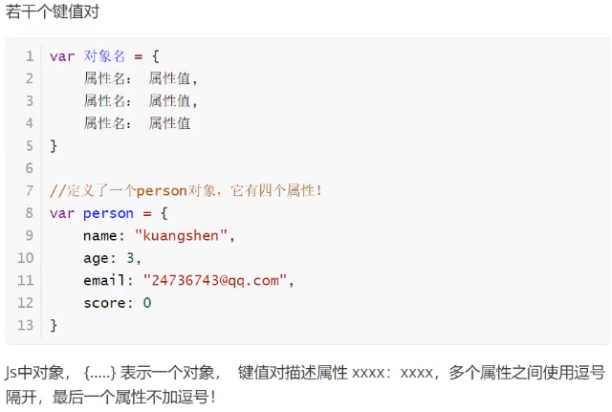 若干个键值对
1 var 对象名 = {
2     属性名： 属性值,
3     属性名： 属性值,
4     属性名： 属性值
5 }
6
7 //定义了一个person对象，它有四个属性！
8 var person = {
9     name: "kuangshen",
10     age: 3,
11     email: "24736743@qq.com",
12     score: 0
13 }
Js中对象， {.....} 表示一个对象， 键值对描述属性 xxxx：xxxx，多个属性之间使用逗号
隔开，最后一个属性不加逗号！